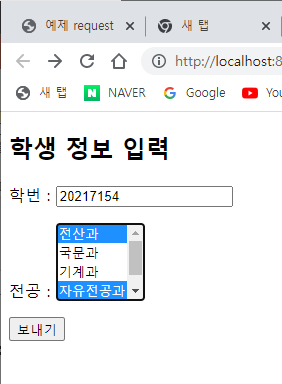 예제 request
새 탭
http://localhost:8
새 탭 NAVER Google You
학생 정보 입력
학번 : 20217154
전산과
국문과
기계과
전공 : 자유전공과
보내기